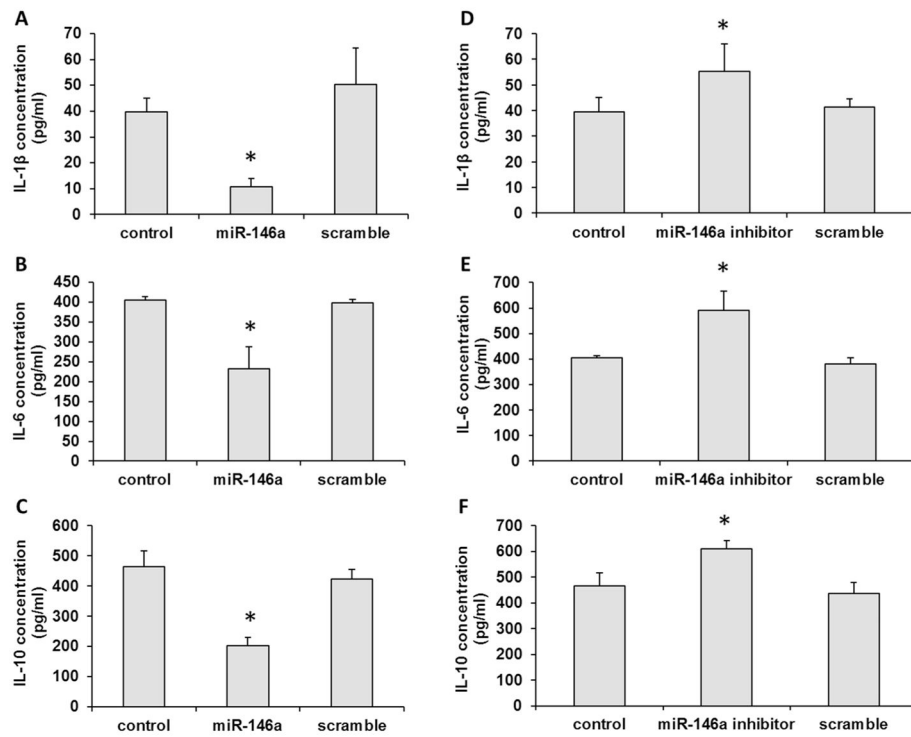 A
IL-1β concentration
(pg/ml)
70
60
50
40
30
20
10
0
*
control miR-146a scramble
D
IL-1β concentration
(pg/ml)
70
60
50
40
30
20
10
0
*
control miR-146a inhibitor scramble
B
IL-6 concentration
(pg/ml)
450
400
350
300
250
200
150
100
50
0
*
control miR-146a scramble
E
IL-6 concentration
(pg/ml)
700
600
500
400
300
200
100
0
*
control miR-146a inhibitor scramble
C
IL-10 concentration
(pg/ml)
600
500
400
300
200
100
0
*
control miR-146a scramble
F
IL-10 concentration
(pg/ml)
700
600
500
400
300
200
100
0
*
control miR-146a inhibitor scramble